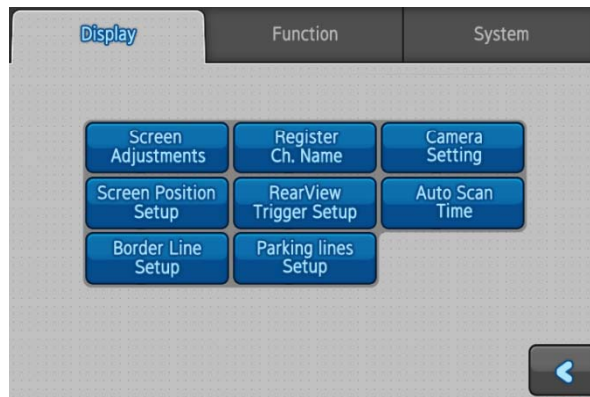 Display
Function
System
Screen
Adjustments
Register
Ch. Name
Camera
Setting
Screen Position
Setup
RearView
Trigger Setup
Auto Scan
Time
Border Line
Setup
Parking lines
Setup